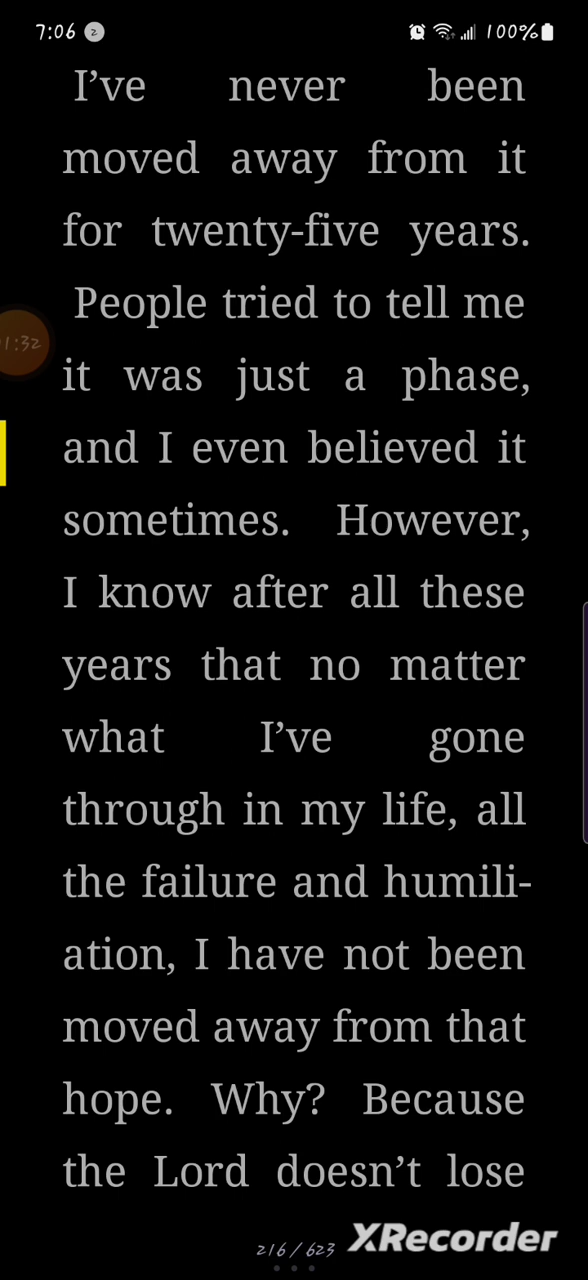 7:06 2 100%
I’ve never been
moved away from it
for twenty-five years.
People tried to tell me
1:32
it was just a phase,
and I even believed it
sometimes. However,
I know after all these
years that no matter
what I’ve gone
through in my life, all
the failure and humili-
ation, I have not been
moved away from that
hope. Why? Because
the Lord doesn’t lose
216/623 XRecorder